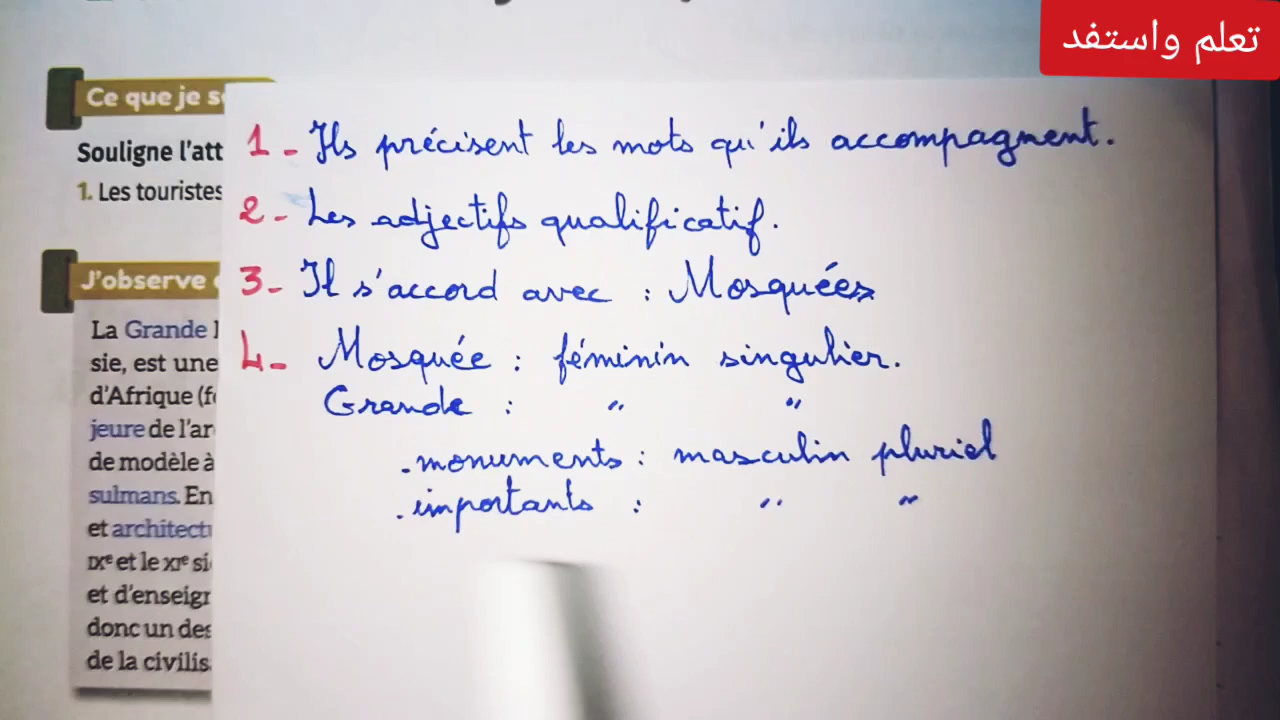 تعلم واستفد
Ce que je s
Souligne l'att
1. Les touristes
J'observe
La Grande
sie, est une
d'Afrique (f
jeure de l'ar
de modèle à
sulmans. En
et architectu
IXe et le XIe si
et d'enseign
donc un des
de la civilis
1 - Ils précisent les mots qu'ils accompagnent.
2 - Les adjectifs qualificatif.
3 - Il s'accord avec : Mosquées
4 - Mosquée : féminin singulier.
Grande : " "
. monuments : masculin pluriel
. importants : " "